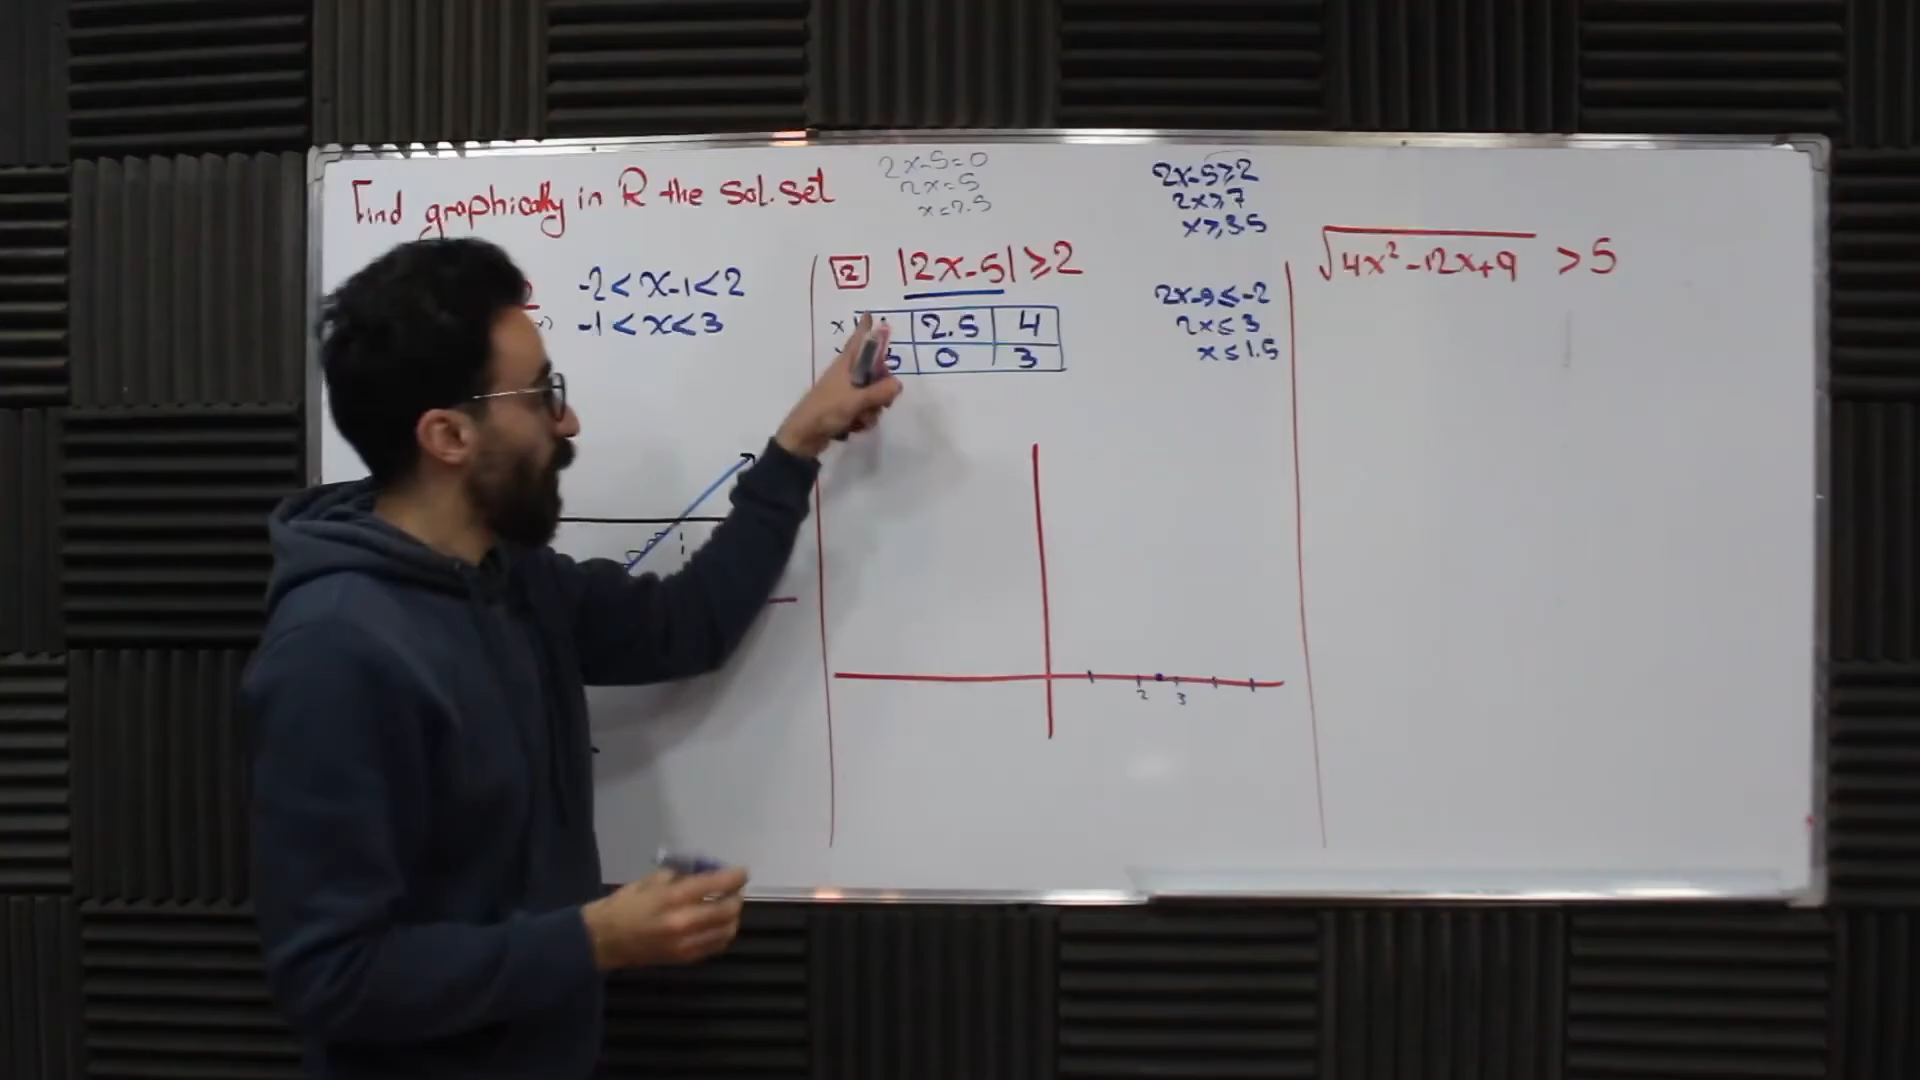 Find graphically in R the sol. set
2x-5=0
2x=5
x=2.5
-2<x-1<2
-1<x<3
2 |2x-5|≥2
x 2.5 4
0 3
2x-5≥2
2x≥7
x≥3.5
2x-5≤-2
2x≤3
x≤1.5
2 3
√4x²-12x+9 >5